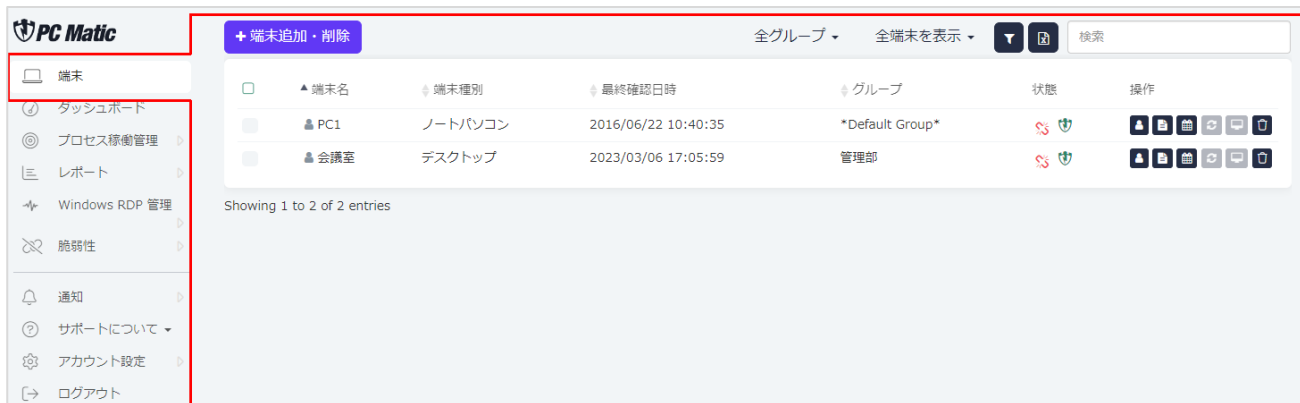 PC Matic
端末
ダッシュボード
プロセス稼働管理
レポート
Windows RDP 管理
脆弱性
通知
サポートについて
アカウント設定
ログアウト
+ 端末追加・削除
全グループ
全端末を表示
検索
端末名 端末種別 最終確認日時 グループ 状態 操作
PC1 ノートパソコン 2016/06/22 10:40:35 *Default Group*
会議室 デスクトップ 2023/03/06 17:05:59 管理部
Showing 1 to 2 of 2 entries